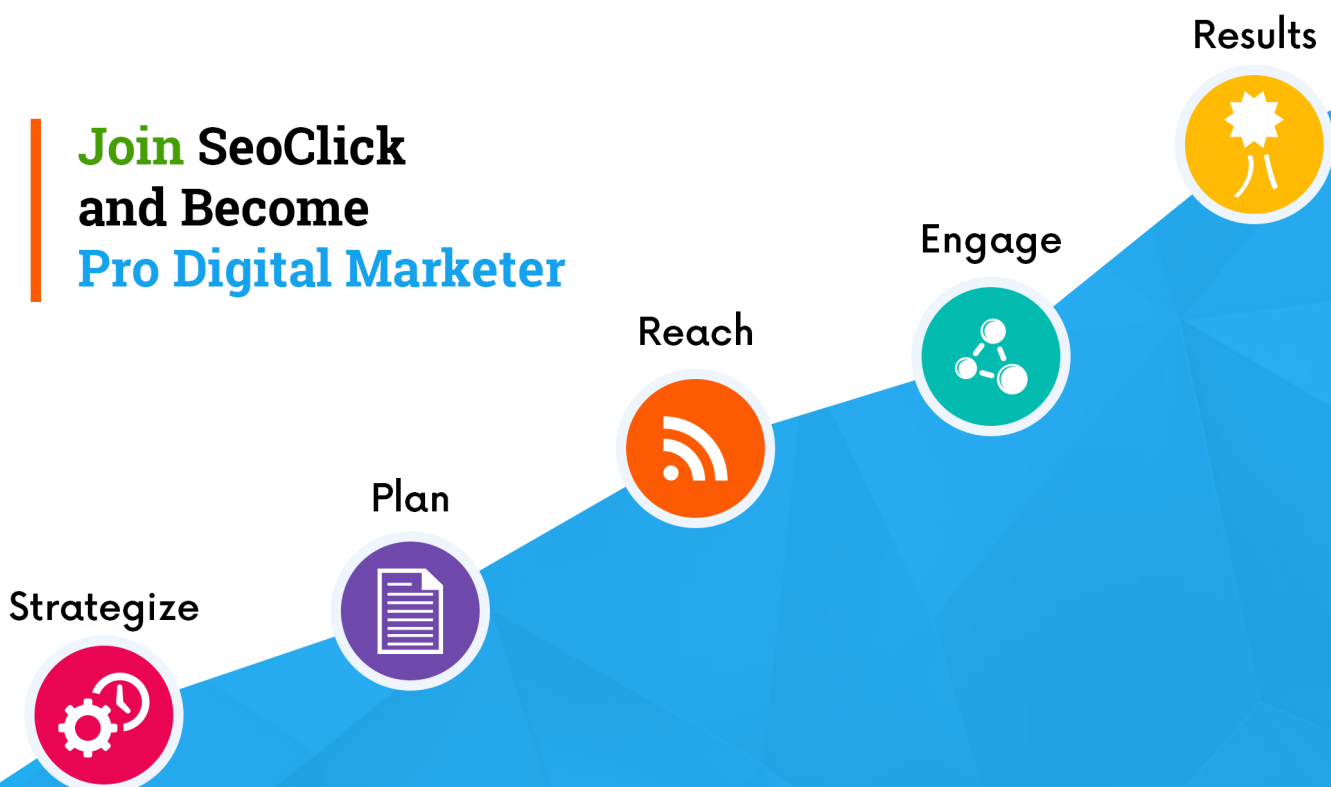 Results
Join SeoClick
and Become
Pro Digital Marketer
Engage
Reach
Plan
Strategize